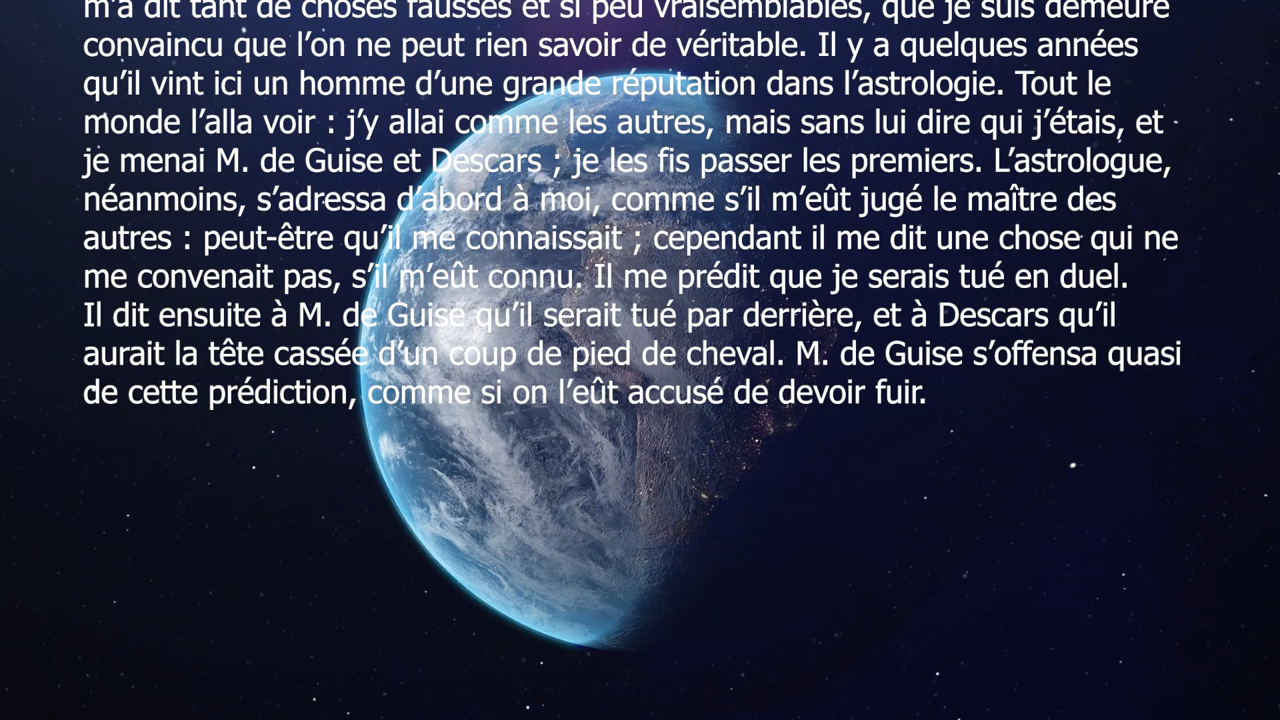 m’a dit tant de choses fausses et si peu vraisemblables, que je suis demeuré
convaincu que l’on ne peut rien savoir de véritable. Il y a quelques années
qu’il vint ici un homme d’une grande réputation dans l’astrologie. Tout le
monde l’alla voir : j’y allai comme les autres, mais sans lui dire qui j’étais, et
je menai M. de Guise et Descars ; je les fis passer les premiers. L’astrologue,
néanmoins, s’adressa d’abord à moi, comme s’il m’eût jugé le maître des
autres : peut-être qu’il me connaissait ; cependant il me dit une chose qui ne
me convenait pas, s’il m’eût connu. Il me prédit que je serais tué en duel.
Il dit ensuite à M. de Guise qu’il serait tué par derrière, et à Descars qu’il
aurait la tête cassée d’un coup de pied de cheval. M. de Guise s’offensa quasi
de cette prédiction, comme si on l’eût accusé de devoir fuir.